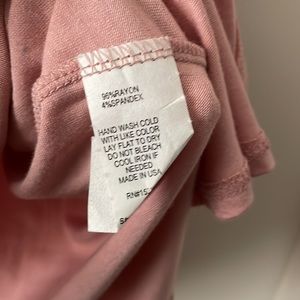 96%RAYON
4%SPANDEX
HAND WASH COLD
WITH LIKE COLOR
LAY FLAT TO DRY
DO NOT BLEACH
COOL IRON IF
NEEDED
MADE IN USA